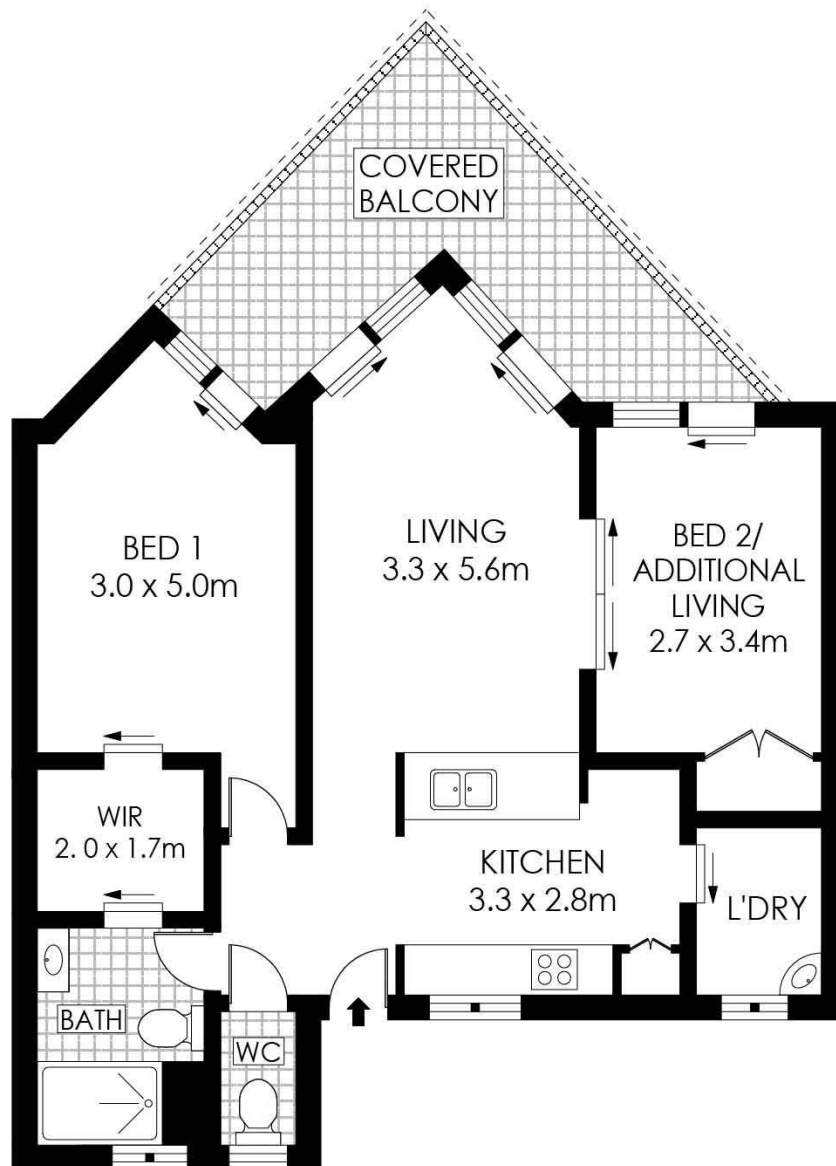 COVERED
BALCONY
BED 1
3.0 x 5.0m
LIVING
3.3 x 5.6m
BED 2/
ADDITIONAL
LIVING
2.7 x 3.4m
WIR
2. 0 x 1.7m
KITCHEN
3.3 x 2.8m
L'DRY
BATH
WC